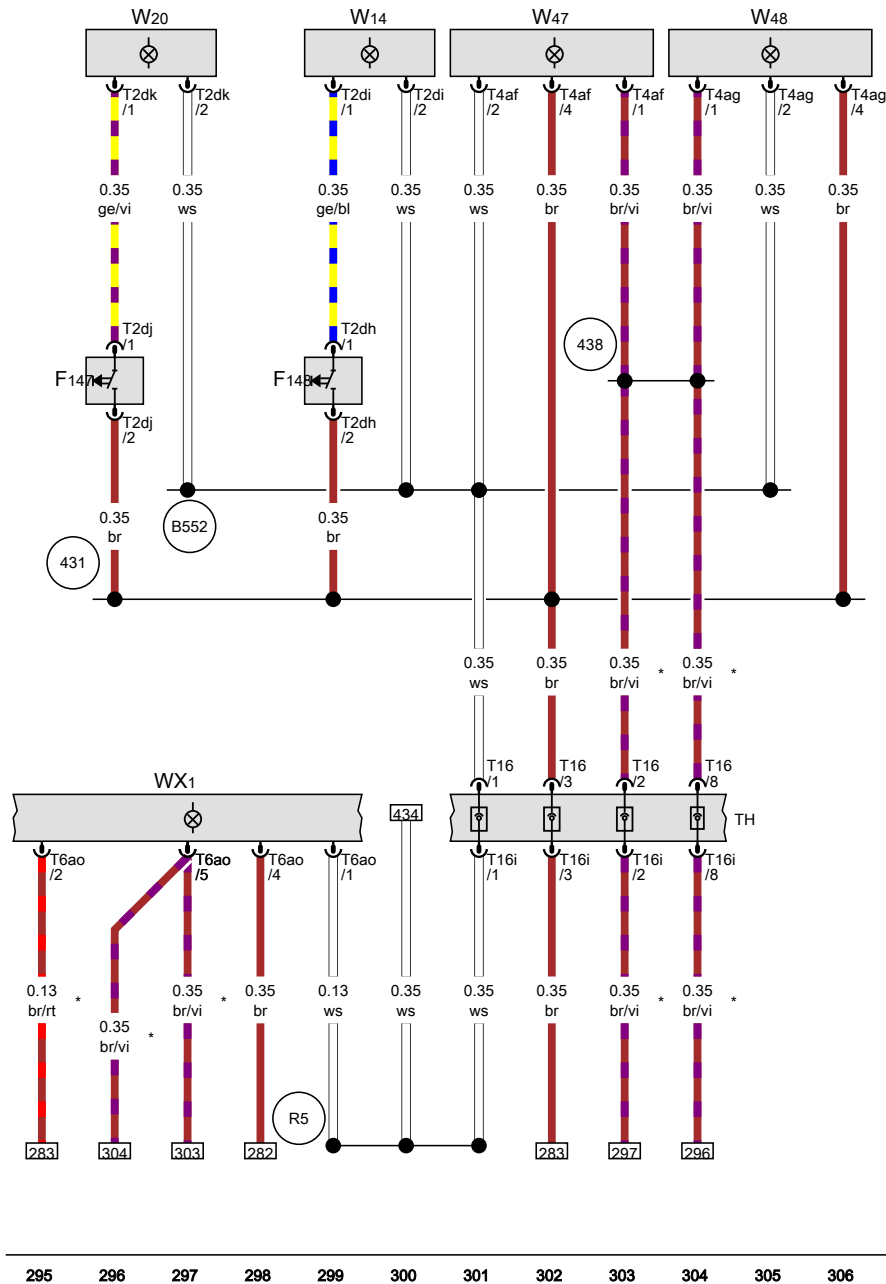 W20 W14 W47 W48
T2dk /1 T2dk /2 T2di /1 T2di /2 T4af /2 T4af /4 T4af /1 T4ag /1 T4ag /2 T4ag /4
0.35 0.35 0.35 0.35 0.35 0.35 0.35 0.35 0.35 0.35
ge/vi ws ge/bl ws ws br br/vi br/vi ws br
T2dj /1 T2dh /1
438
F147 F148
T2dj /2 T2dh /2
B552
0.35 0.35
br br
431
0.35 0.35 0.35 0.35
ws br br/vi * br/vi *
WX1
T16 /1 T16 /3 T16 /2 T16 /8
434
TH
T6ao /2 T6ao /5 T6ao /4 T6ao /1 T16i /1 T16i /3 T16i /2 T16i /8
0.13 0.35 0.35 0.13 0.35 0.35 0.35 0.35 0.35
br/rt * br/vi * br ws ws ws br br/vi * br/vi *
0.35
br/vi *
R5
283 304 303 282 283 297 296
295 296 297 298 299 300 301 302 303 304 305 306